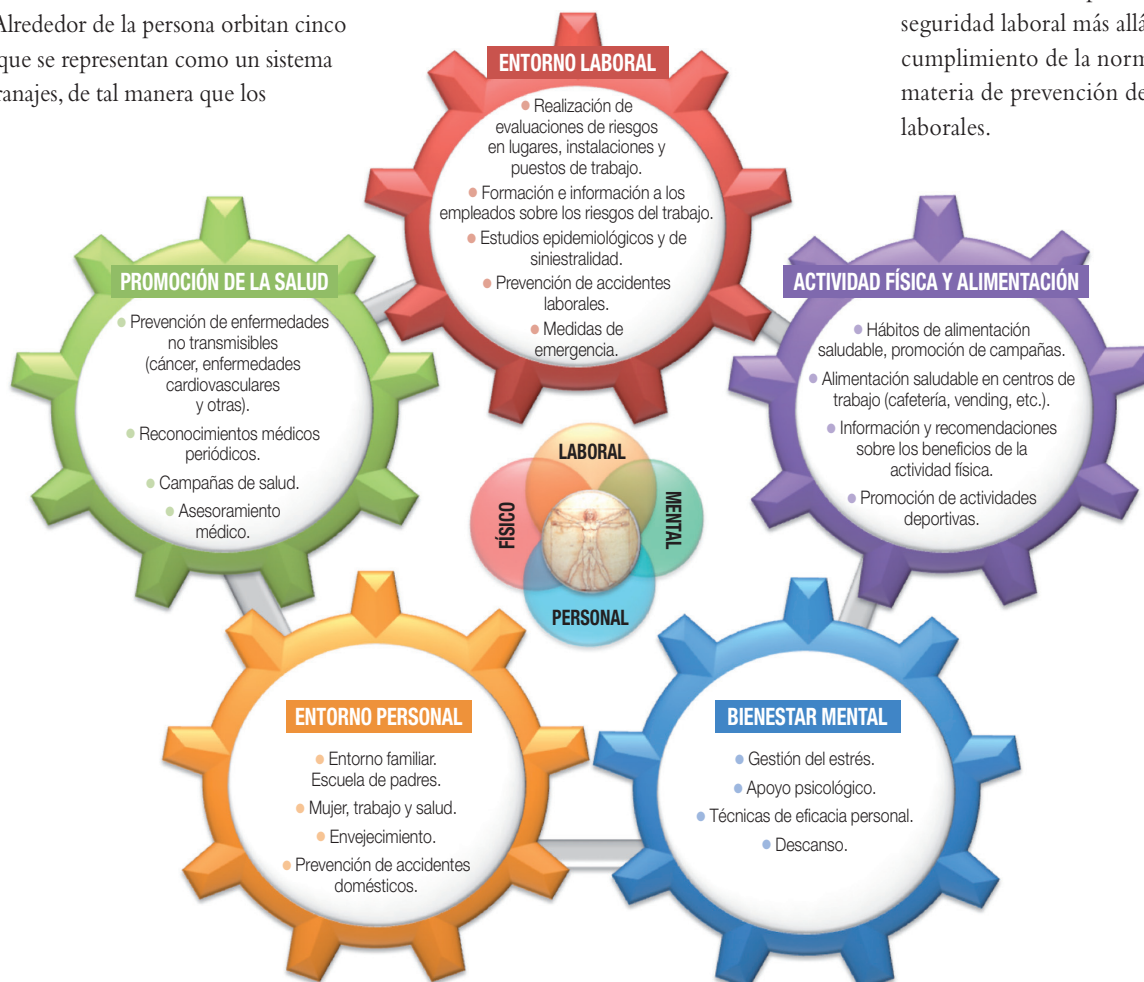 Alrededor de la persona orbitan cinco
que se representan como un sistema
ranajes, de tal manera que los
seguridad laboral más allá
cumplimiento de la norm
materia de prevención de
laborales.
ENTORNO LABORAL
• Realización de
evaluaciones de riesgos
en lugares, instalaciones y
puestos de trabajo.
• Formación e información a los
empleados sobre los riesgos del trabajo.
• Estudios epidemiológicos y de
siniestralidad.
• Prevención de accidentes
laborales.
• Medidas de
emergencia.
PROMOCIÓN DE LA SALUD
• Prevención de enfermedades
no transmisibles
(cáncer, enfermedades
cardiovasculares
y otras).
• Reconocimientos médicos
periódicos.
• Campañas de salud.
• Asesoramiento
médico.
ACTIVIDAD FÍSICA Y ALIMENTACIÓN
• Hábitos de alimentación
saludable, promoción de campañas.
• Alimentación saludable en centros de
trabajo (cafetería, vending, etc.).
• Información y recomendaciones
sobre los beneficios de la
actividad física.
• Promoción de actividades
deportivas.
LABORAL
FÍSICO
MENTAL
PERSONAL
ENTORNO PERSONAL
• Entorno familiar.
Escuela de padres.
• Mujer, trabajo y salud.
• Envejecimiento.
• Prevención de accidentes
domésticos.
BIENESTAR MENTAL
• Gestión del estrés.
• Apoyo psicológico.
• Técnicas de eficacia personal.
• Descanso.